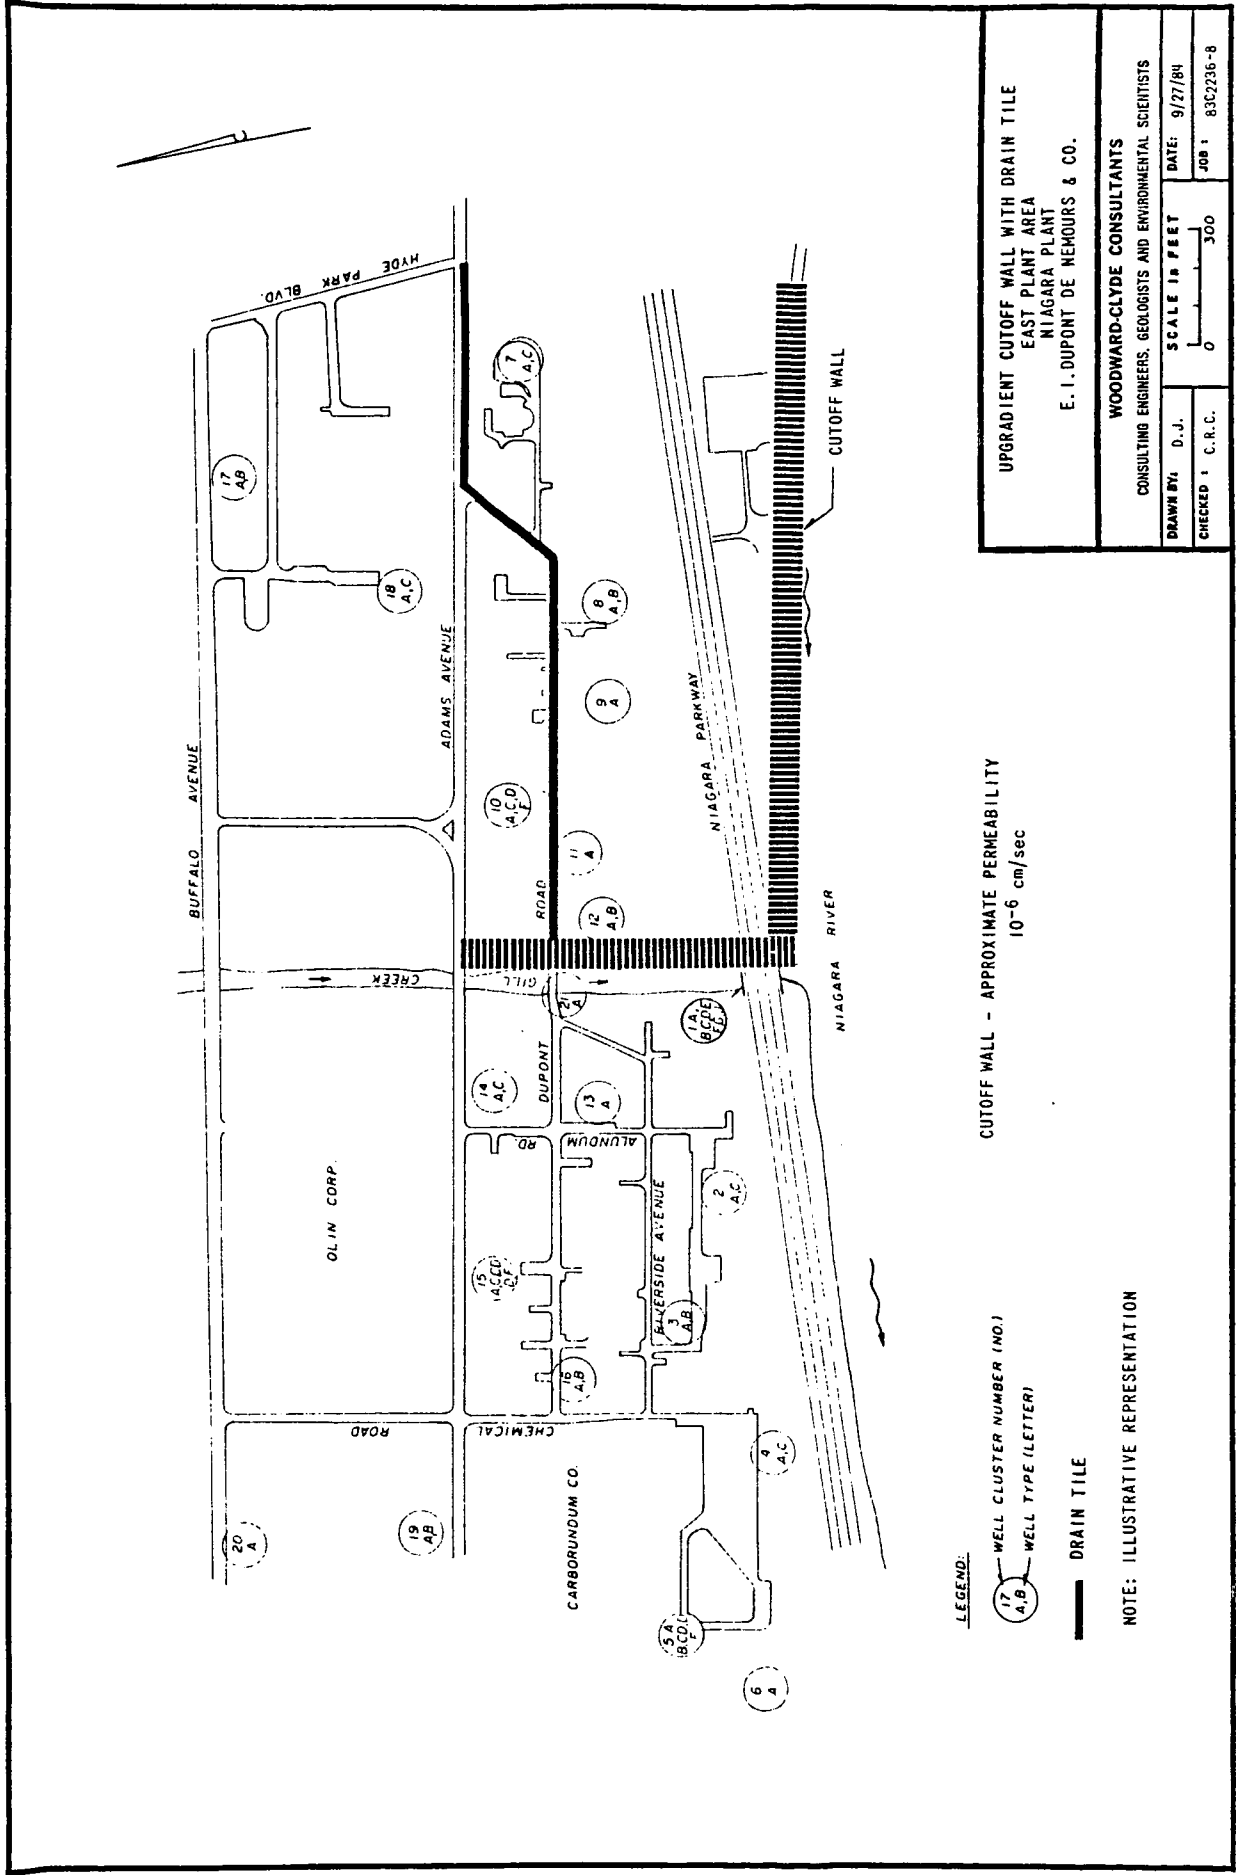 HYDE
PARK
BLVD.
BUFFALO AVENUE
17
A,B
18
A,C
ADAMS AVENUE
7
A,C
8
A,B
9
A
10
A,C,D
F
11
A
12
A,B
ROAD
NIAGARA PARKWAY
CUTOFF WALL
CREEK
GILL
21
A
NIAGARA RIVER
1A,
BCDE
14
A,C
DUPONT
13
A
RD.
ALUNDUM
OLIN CORP.
15
2
A,C
RIVERSIDE AVENUE
3
A,B
16
A,B
ROAD
CHEMICAL
4
A,C
CARBORUNDUM CO.
20
A
19
A,B
5 A
F
6
A
LEGEND:
17
A,B
WELL CLUSTER NUMBER (NO.)
WELL TYPE (LETTER)
DRAIN TILE
NOTE: ILLUSTRATIVE REPRESENTATION
CUTOFF WALL - APPROXIMATE PERMEABILITY
10-6 cm/sec
UPGRADIENT CUTOFF WALL WITH DRAIN TILE
EAST PLANT AREA
NIAGARA PLANT
E.I.DUPONT DE NEMOURS & CO.
WOODWARD-CLYDE CONSULTANTS
CONSULTING ENGINEERS, GEOLOGISTS AND ENVIRONMENTAL SCIENTISTS
DRAWN BY: D.J.
SCALE IN FEET
0 300
DATE: 9/27/84
CHECKED: C.R.C.
JOB: 83C2236-8